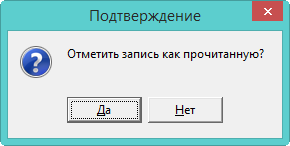 Подтверждение
Отметить запись как прочитанную?
Да
Нет